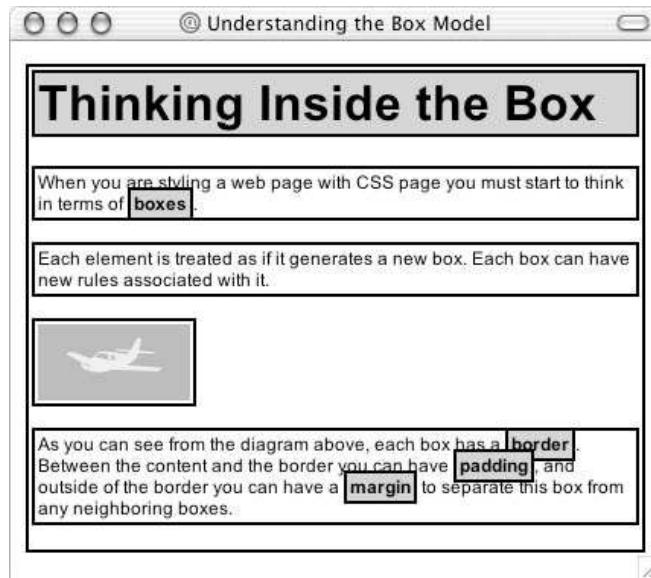 @ Understanding the Box Model
Thinking Inside the Box
When you are styling a web page with CSS page you must start to think
in terms of boxes.
Each element is treated as if it generates a new box. Each box can have
new rules associated with it.
As you can see from the diagram above, each box has a border.
Between the content and the border you can have padding, and
outside of the border you can have a margin to separate this box from
any neighboring boxes.